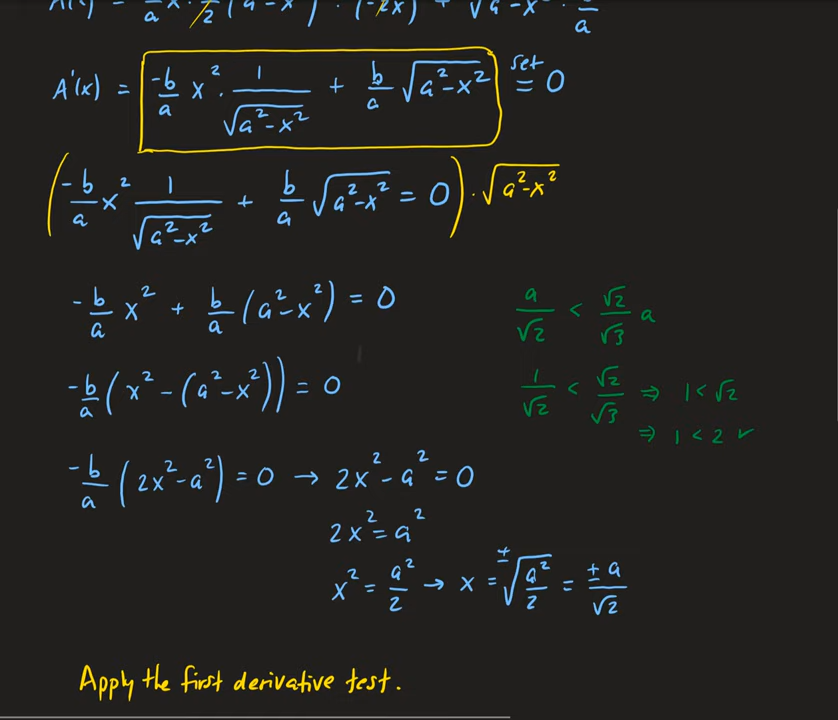 A'(x) = -b/a x² · 1/√(a²-x²) + b/a √(a²-x²) set= 0
(-b/a x² 1/√(a²-x²) + b/a √(a²-x²) = 0) · √(a²-x²)
-b/a x² + b/a (a²-x²) = 0
a/√2 < √2/√3 a
-b/a (x² - (a²-x²)) = 0
1/√2 < √2/√3 ⇒ 1 < √2
⇒ 1 < 2 ✓
-b/a (2x²-a²) = 0 → 2x² - a² = 0
2x² = a²
x² = a²/2 → x = ±√(a²/2) = ±a/√2
Apply the first derivative test.